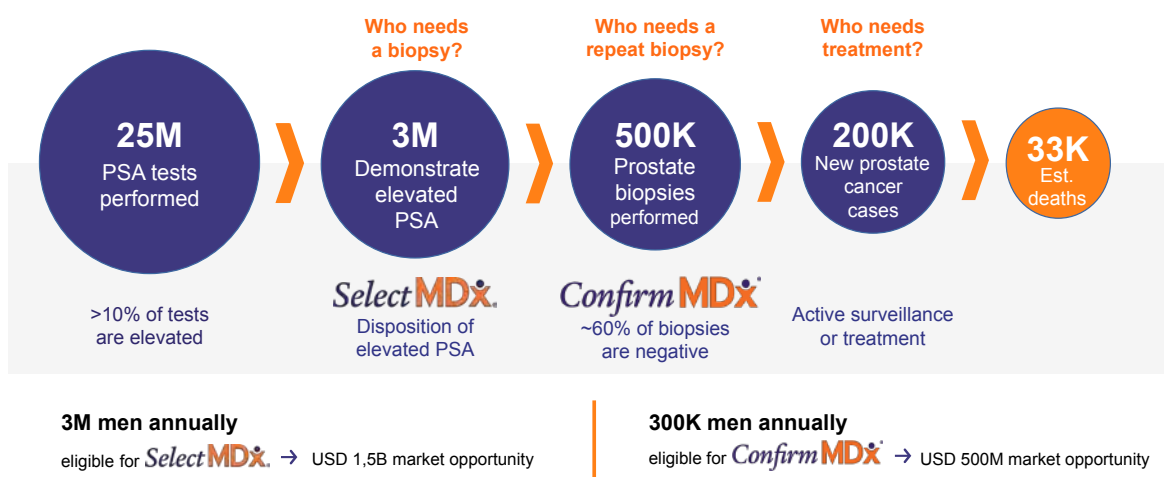 Who needs
a biopsy?
Who needs a
repeat biopsy?
Who needs
treatment?
25M
PSA tests
performed
3M
Demonstrate
elevated
PSA
500K
Prostate
biopsies
performed
200K
New prostate
cancer
cases
33K
Est.
deaths
>10% of tests
are elevated
SelectMDx.
Disposition of
elevated PSA
ConfirmMDx
~60% of biopsies
are negative
Active surveillance
or treatment
3M men annually
eligible for SelectMDx. → USD 1,5B market opportunity
300K men annually
eligible for ConfirmMDx → USD 500M market opportunity